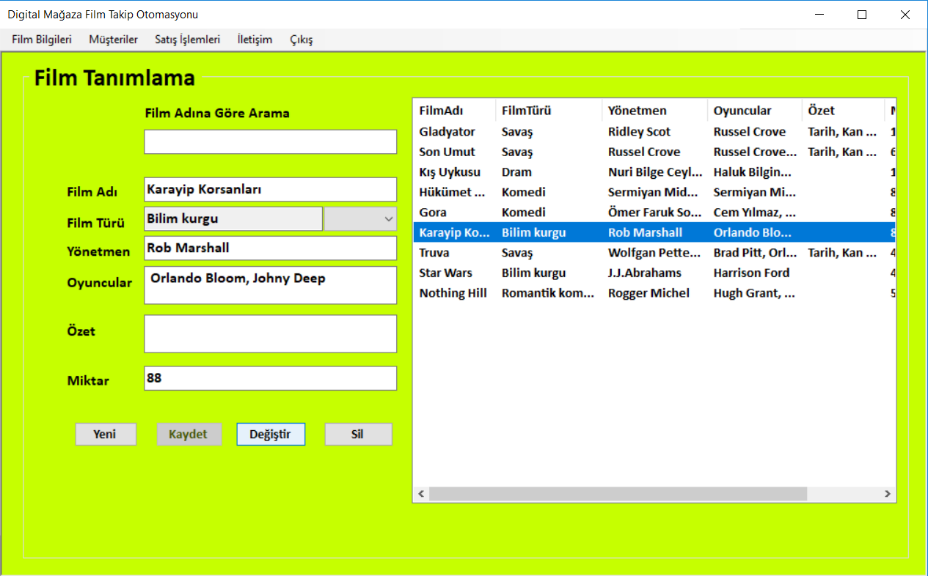 Digital Mağaza Film Takip Otomasyonu
Film Bilgileri Müşteriler Satış İşlemleri İletişim Çıkış
Film Tanımlama
Film Adına Göre Arama
Film Adı Karayip Korsanları
Film Türü Bilim kurgu
Yönetmen Rob Marshall
Oyuncular Orlando Bloom, Johny Deep
Özet
Miktar 88
Yeni Kaydet Değiştir Sil
FilmAdı FilmTürü Yönetmen Oyuncular Özet
Gladyator Savaş Ridley Scot Russel Crove Tarih, Kan ... 1
Son Umut Savaş Russel Crove Russel Crove... Tarih, Kan ... 6
Kış Uykusu Dram Nuri Bilge Ceyl... Haluk Bilgin... 1
Hükümet ... Komedi Sermiyan Mid... Sermiyan Mi... 8
Gora Komedi Ömer Faruk So... Cem Yılmaz, ... 8
Karayip Ko... Bilim kurgu Rob Marshall Orlando Blo... 8
Truva Savaş Wolfgan Pette... Brad Pitt, Orl... Tarih, Kan ... 4
Star Wars Bilim kurgu J.J.Abrahams Harrison Ford 4
Nothing Hill Romantik kom... Rogger Michel Hugh Grant, ... 5